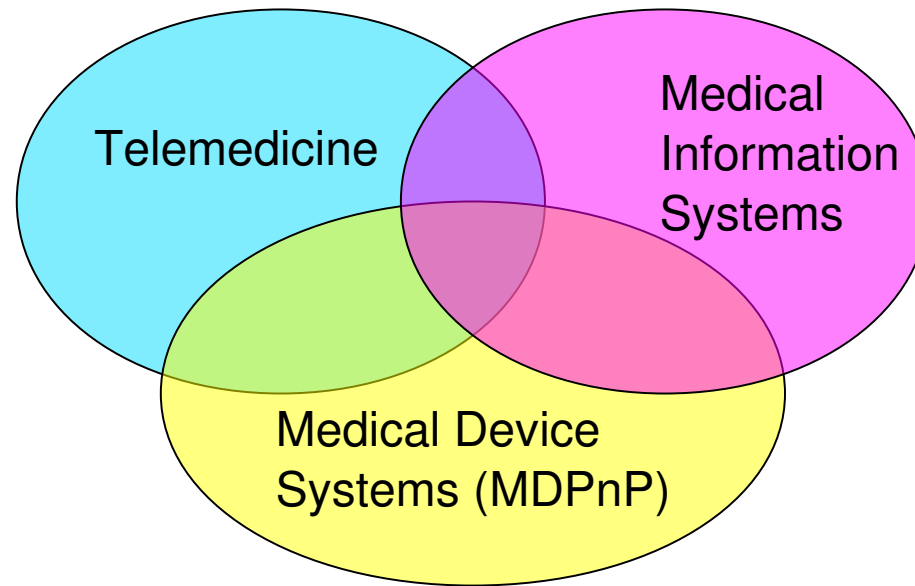 Telemedicine
Medical
Information
Systems
Medical Device
Systems (MDPnP)